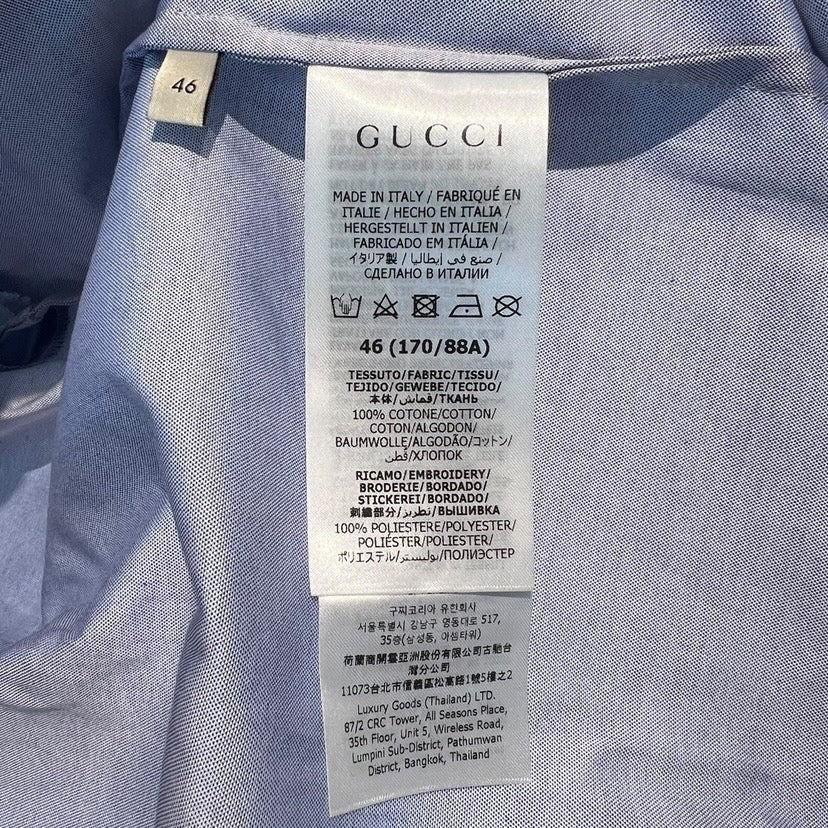 46
GUCCI
MADE IN ITALY / FABRIQUÉ EN
ITALIE / HECHO EN ITALIA /
HERGESTELLT IN ITALIEN /
FABRICADO EM ITÁLIA /
イタリア製 / صنع في إيطاليا /
СДЕЛАНО В ИТАЛИИ
46 (170/88A)
TESSUTO/FABRIC/TISSU/
TEJIDO/GEWEBE/TECIDO/
本体/قماش/ТКАНЬ
100% COTONE/COTTON/
COTON/ALGODON/
BAUMWOLLE/ALGODÃO/コットン/
قطن/ХЛОПОК
RICAMO/EMBROIDERY/
BRODERIE/BORDADO/
STICKEREI/BORDADO/
刺繍部分/تطريز/ВЫШИВКА
100% POLIESTERE/POLYESTER/
POLIÉSTER/POLIESTER/
ポリエステル/بوليستر/ПОЛИЭСТЕР
구찌코리아 유한회사
서울특별시 강남구 영동대로 517,
35층(삼성동, 아셈타워)
荷蘭商開雲亞洲股份有限公司古馳台
灣分公司
11073台北市信義區松高路1號5樓之2
Luxury Goods (Thailand) LTD.
87/2 CRC Tower, All Seasons Place,
35th Floor, Unit 5, Wireless Road,
Lumpini Sub-District, Pathumwan
District, Bangkok, Thailand